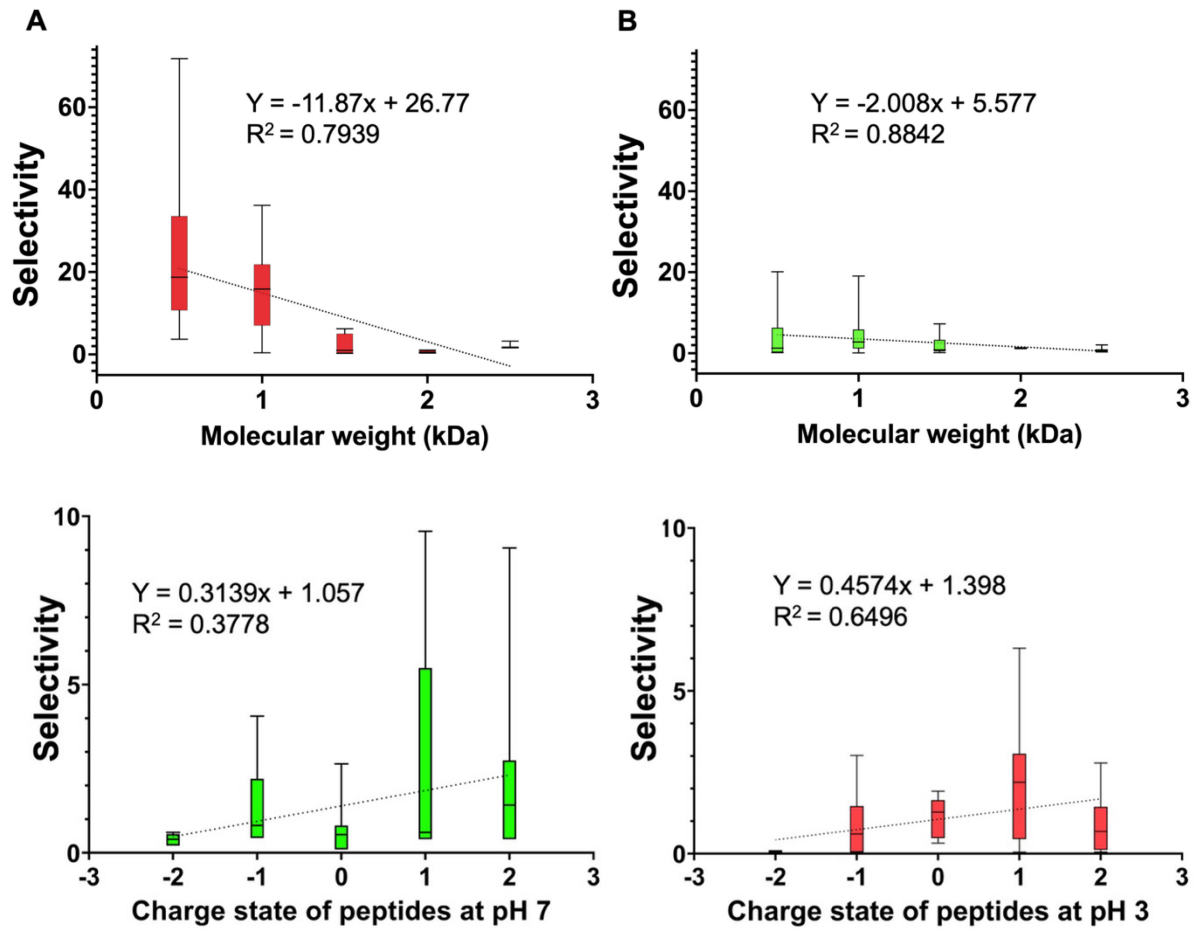 A
Selectivity
60
40
20
0
Y = -11.87x + 26.77
R² = 0.7939
0 1 2 3
Molecular weight (kDa)
B
Selectivity
60
40
20
0
Y = -2.008x + 5.577
R² = 0.8842
0 1 2 3
Molecular weight (kDa)
Selectivity
10
5
0
Y = 0.3139x + 1.057
R² = 0.3778
-3 -2 -1 0 1 2 3
Charge state of peptides at pH 7
Selectivity
10
5
0
Y = 0.4574x + 1.398
R² = 0.6496
-3 -2 -1 0 1 2 3
Charge state of peptides at pH 3